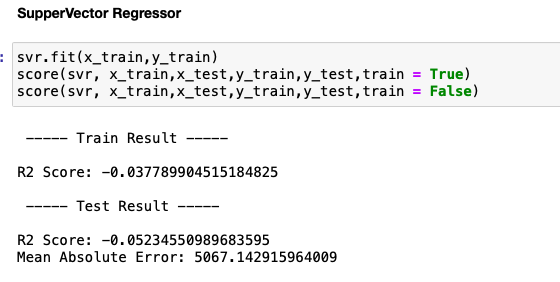 SupperVector Regressor
: svr.fit(x_train,y_train)
score(svr, x_train,x_test,y_train,y_test,train = True)
score(svr, x_train,x_test,y_train,y_test,train = False)
----- Train Result -----
R2 Score: -0.037789904515184825
----- Test Result -----
R2 Score: -0.05234550989683595
Mean Absolute Error: 5067.142915964009